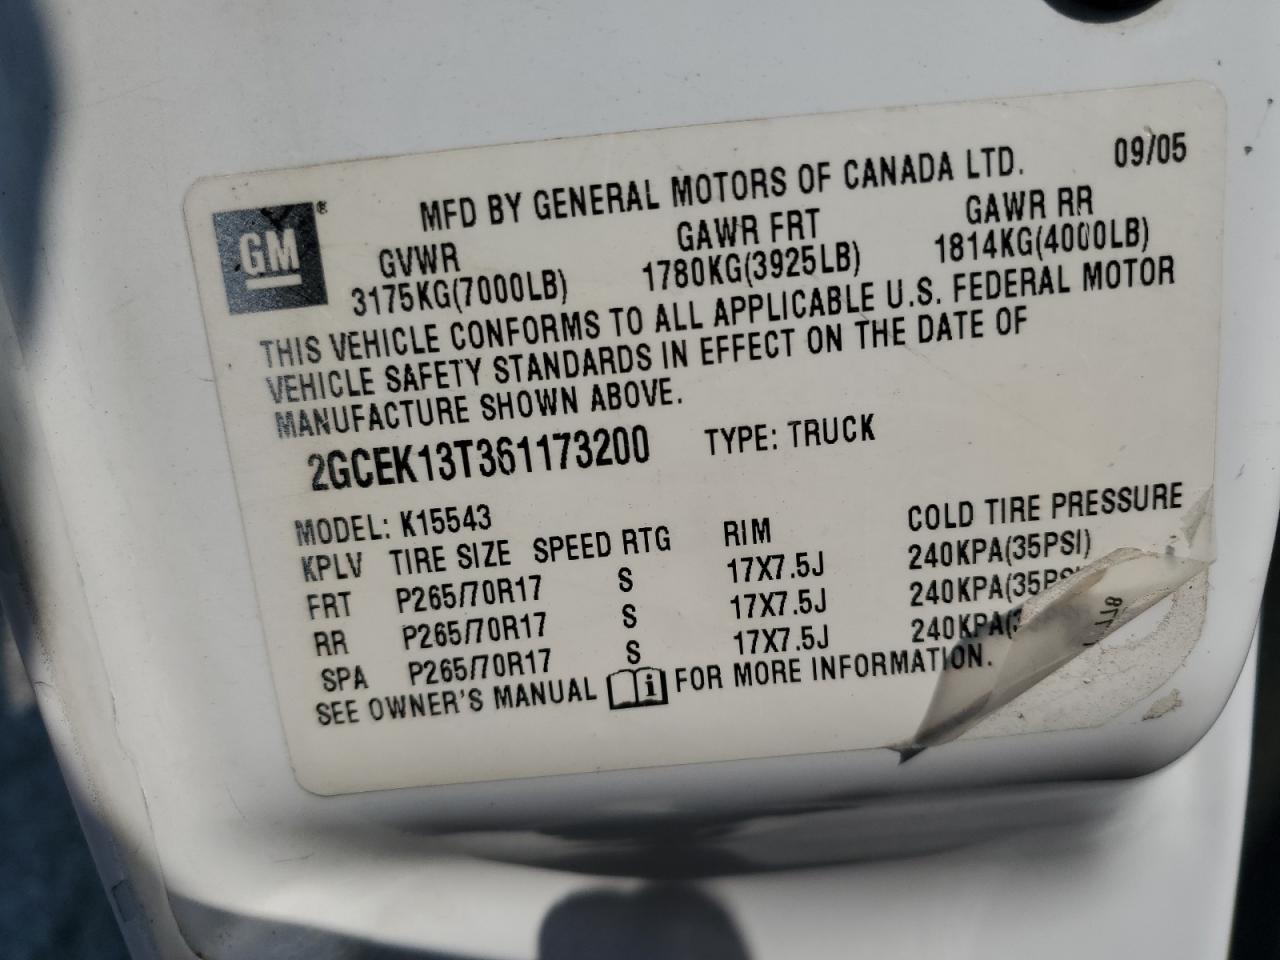 MFD BY GENERAL MOTORS OF CANADA LTD. 09/05
GM®
GVWR GAWR FRT GAWR RR
3175KG(7000LB) 1780KG(3925LB) 1814KG(4000LB)
THIS VEHICLE CONFORMS TO ALL APPLICABLE U.S. FEDERAL MOTOR
VEHICLE SAFETY STANDARDS IN EFFECT ON THE DATE OF
MANUFACTURE SHOWN ABOVE.
2GCEK13T361173200 TYPE: TRUCK
MODEL: K15543
KPLV TIRE SIZE SPEED RTG RIM COLD TIRE PRESSURE
FRT P265/70R17 S 17X7.5J 240KPA(35PSI)
RR P265/70R17 S 17X7.5J 240KPA(35PSI
SPA P265/70R17 S 17X7.5J 240KPA(3
SEE OWNER'S MANUAL i FOR MORE INFORMATION.